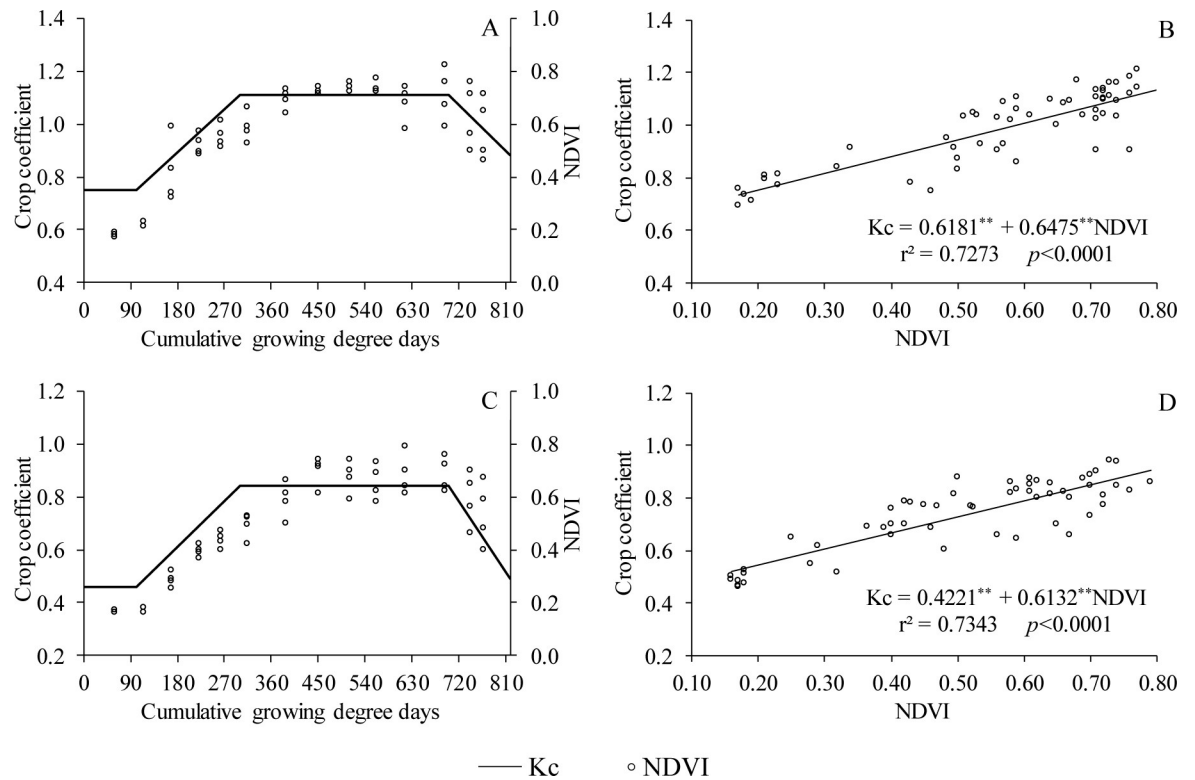 A
Crop coefficient
1.4
1.2
1.0
0.8
0.6
0.4
1.0
0.8
0.6
0.4
0.2
0.0
NDVI
0 90 180 270 360 450 540 630 720 810
Cumulative growing degree days
B
Crop coefficient
1.4
1.2
1.0
0.8
0.6
0.4
Kc = 0.6181** + 0.6475**NDVI
r² = 0.7273 p<0.0001
0.10 0.20 0.30 0.40 0.50 0.60 0.70 0.80
NDVI
C
Crop coefficient
1.2
1.0
0.8
0.6
0.4
0.2
1.0
0.8
0.6
0.4
0.2
0.0
NDVI
0 90 180 270 360 450 540 630 720 810
Cumulative growing degree days
D
Crop coefficient
1.2
1.0
0.8
0.6
0.4
0.2
Kc = 0.4221** + 0.6132**NDVI
r² = 0.7343 p<0.0001
0.10 0.20 0.30 0.40 0.50 0.60 0.70 0.80
NDVI
Kc NDVI